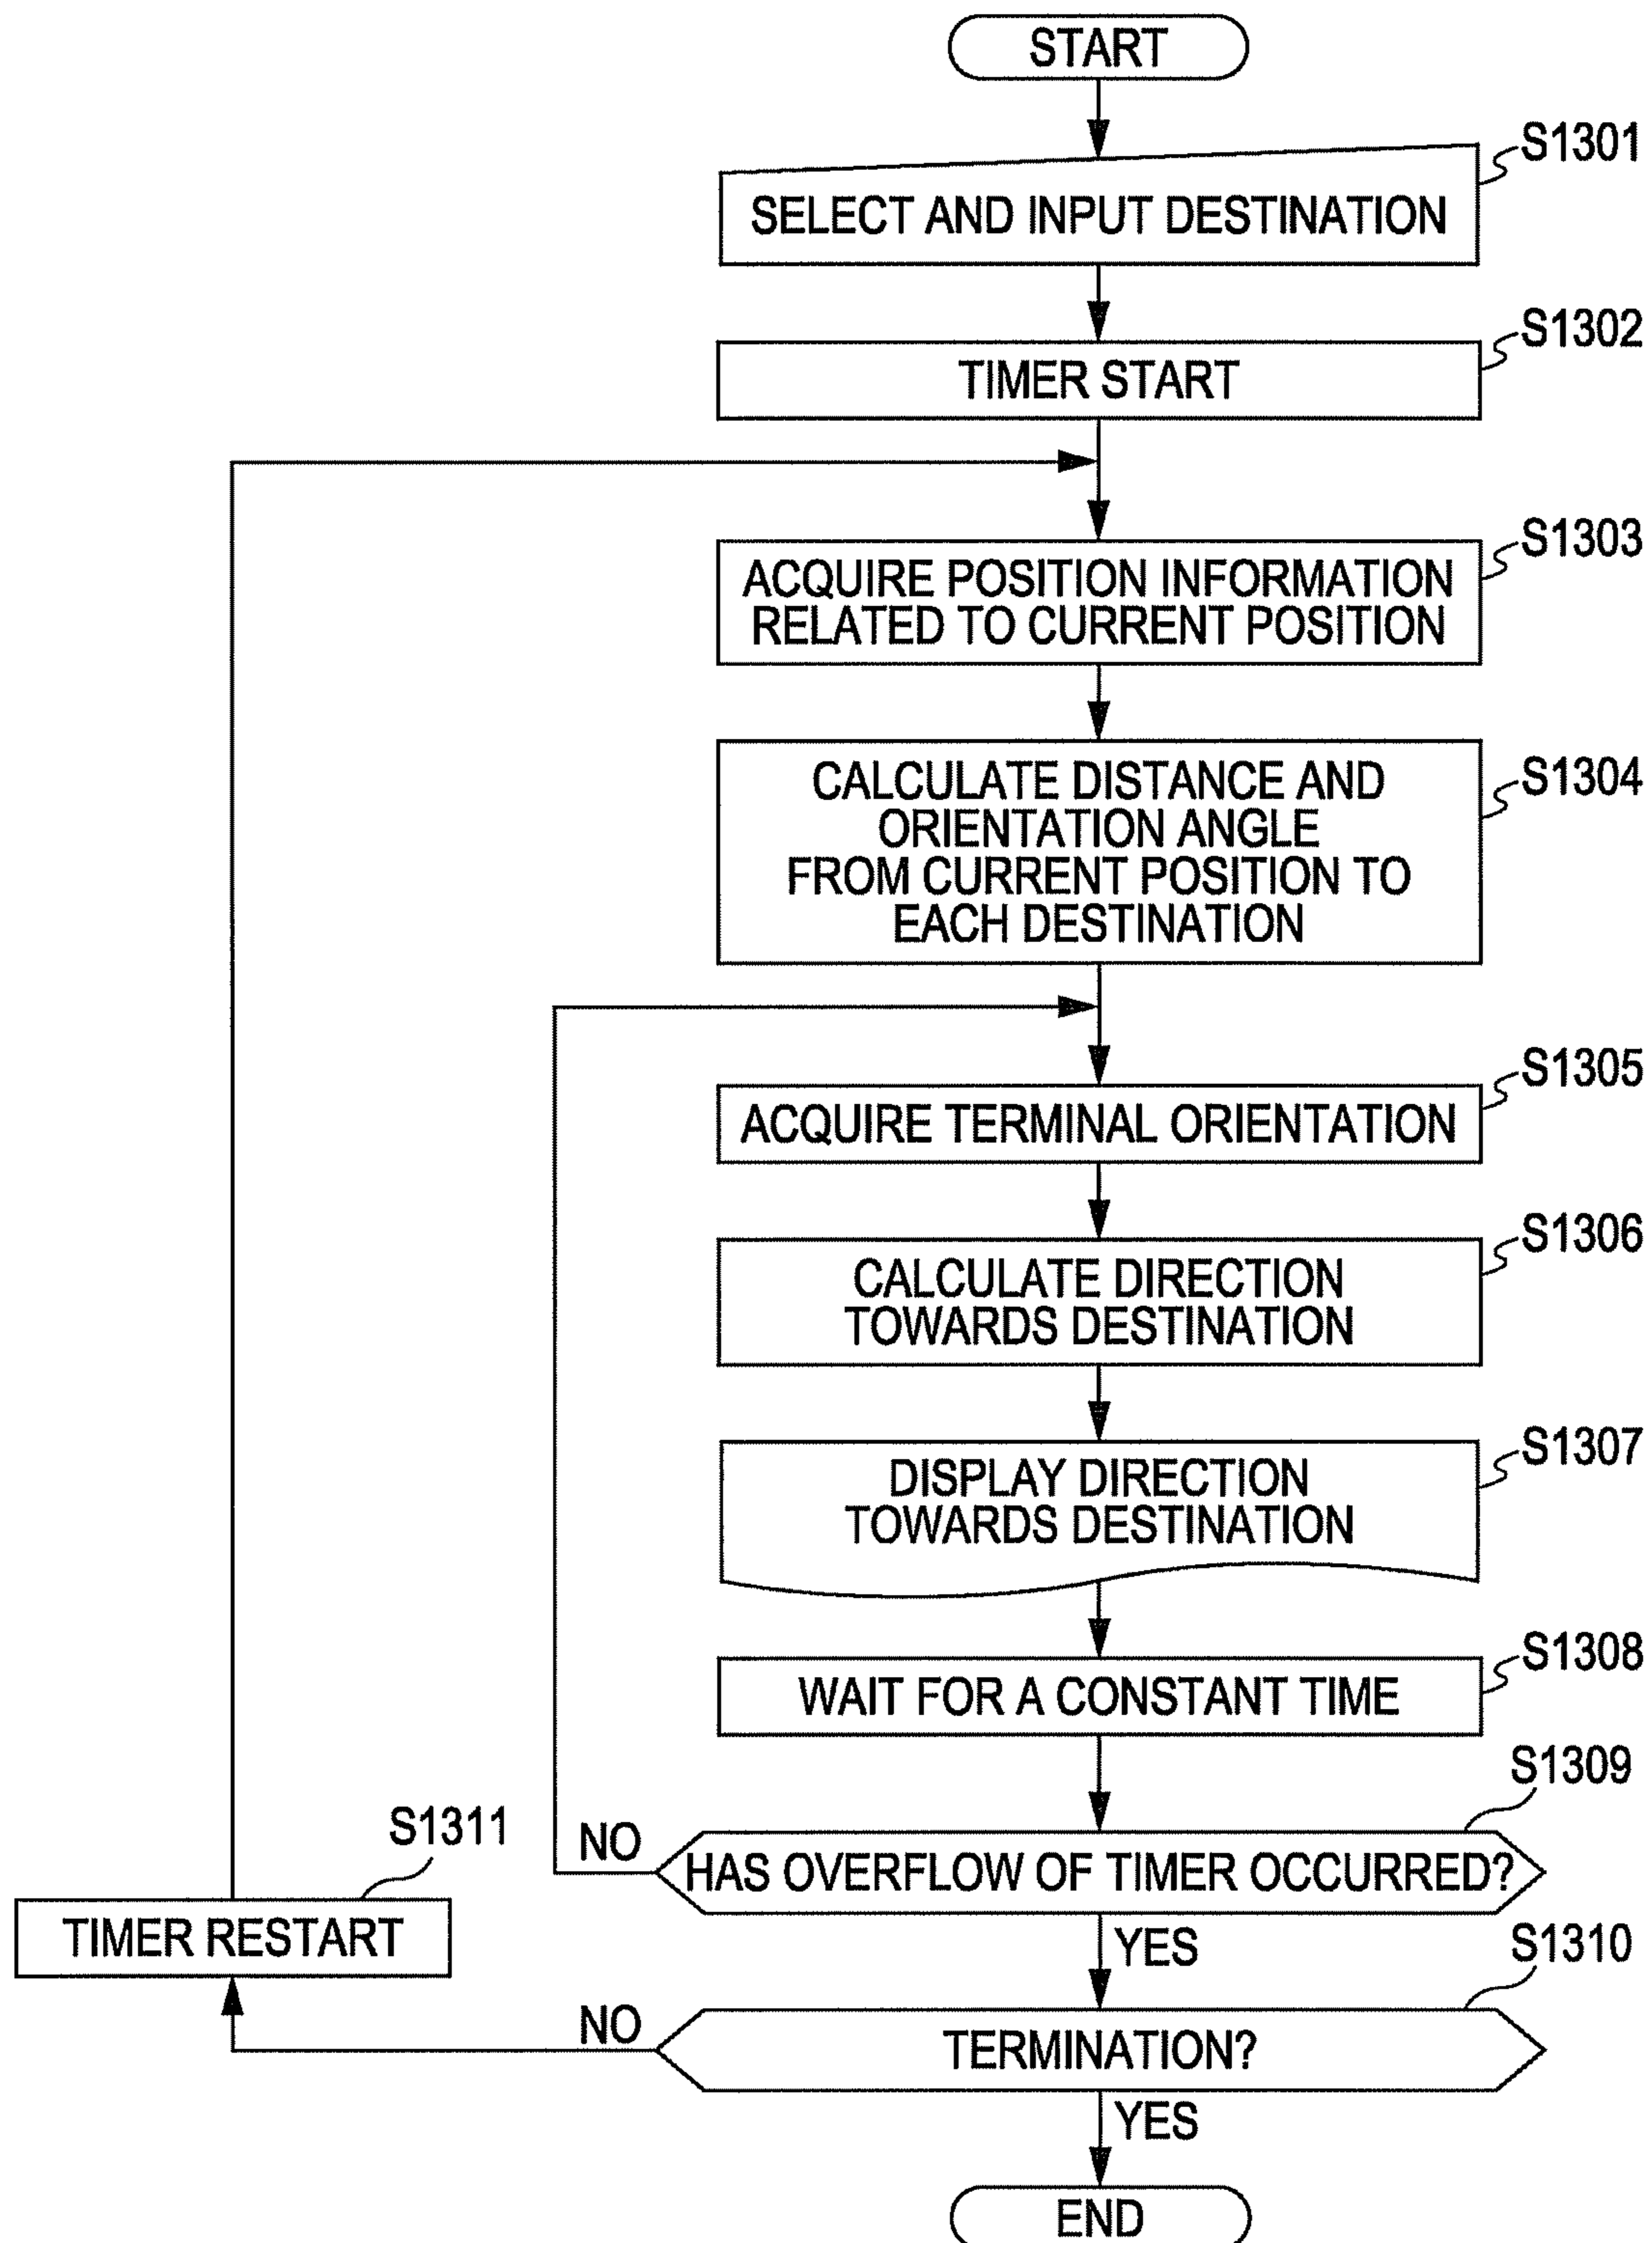 START
S1301
SELECT AND INPUT DESTINATION
S1302
TIMER START
S1303
ACQUIRE POSITION INFORMATION
RELATED TO CURRENT POSITION
S1304
CALCULATE DISTANCE AND
ORIENTATION ANGLE
FROM CURRENT POSITION TO
EACH DESTINATION
S1305
ACQUIRE TERMINAL ORIENTATION
S1306
CALCULATE DIRECTION
TOWARDS DESTINATION
S1307
DISPLAY DIRECTION
TOWARDS DESTINATION
S1308
WAIT FOR A CONSTANT TIME
S1309
HAS OVERFLOW OF TIMER OCCURRED?
NO
YES
S1311
TIMER RESTART
S1310
TERMINATION?
NO
YES
END